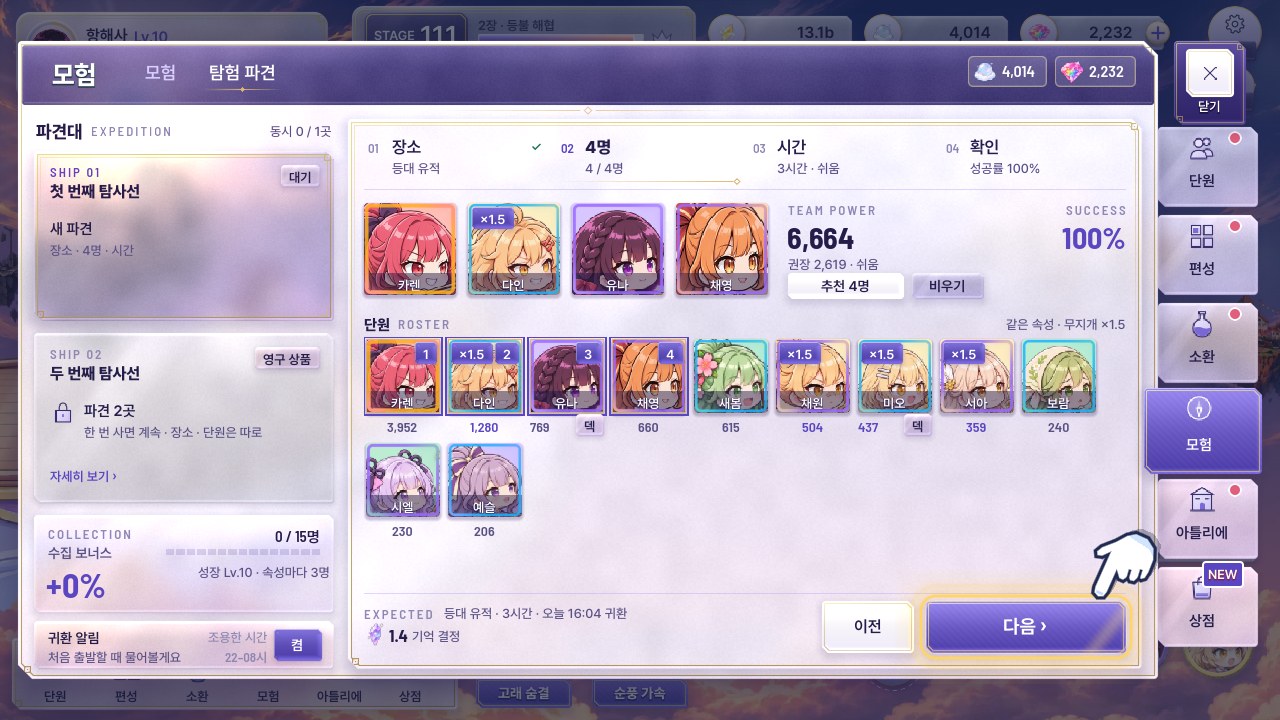 항해사 Lv.10
STAGE 111
2장 · 등불 해협
13.1b
4,014
2,232
모험
모험
탐험 파견
4,014
2,232
닫기
파견대 EXPEDITION
동시 0 / 1곳
SHIP 01
첫 번째 탐사선
대기
새 파견
장소 · 4명 · 시간
SHIP 02
두 번째 탐사선
영구 상품
파견 2곳
한 번 사면 계속 · 장소 · 단원은 따로
자세히 보기 ›
COLLECTION
0 / 15명
수집 보너스
+0%
성장 Lv.10 · 속성마다 3명
귀환 알림
처음 출발할 때 물어볼게요
조용한 시간
22-08시
켬
01 장소
등대 유적
02 4명
4 / 4명
03 시간
3시간 · 쉬움
04 확인
성공률 100%
카렌
×1.5
다인
유나
채영
TEAM POWER
6,664
권장 2,619 · 쉬움
SUCCESS
100%
추천 4명
비우기
단원 ROSTER
같은 속성 · 무지개 ×1.5
1
카렌
3,952
×1.5 2
다인
1,280
3
유나
769
덱
4
채영
660
새봄
615
×1.5
채원
504
×1.5
미오
437
덱
×1.5
서아
359
보람
240
시엘
230
예슬
206
EXPECTED 등대 유적 · 3시간 · 오늘 16:04 귀환
1.4 기억 결정
이전
다음 ›
단원
편성
소환
모험
아틀리에
NEW
상점
단원
편성
소환
모험
아틀리에
상점
고래 숨결
순풍 가속